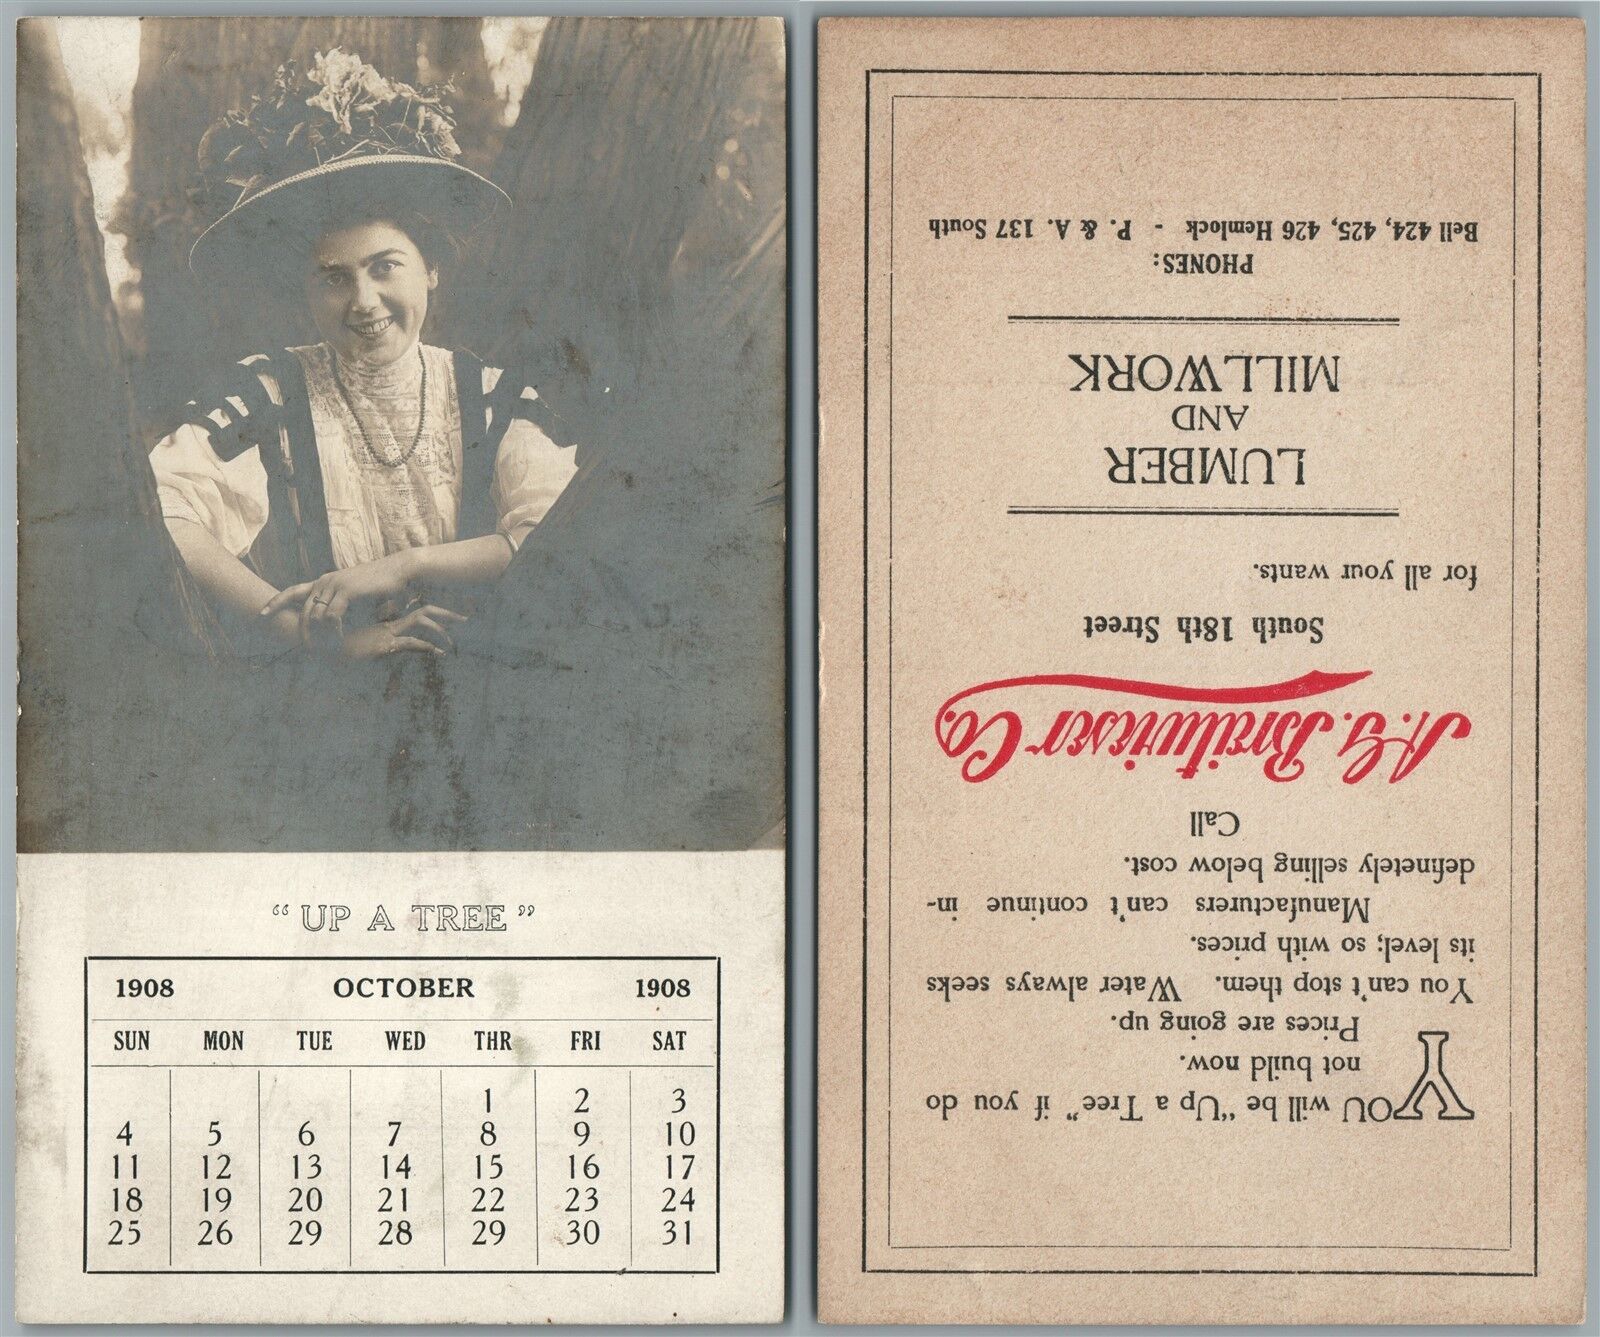 “UP A TREE”
1908 OCTOBER 1908
SUN MON TUE WED THR FRI SAT
1 2 3
4 5 6 7 8 9 10
11 12 13 14 15 16 17
18 19 20 21 22 23 24
25 26 29 28 29 30 31
YOU will be “Up a Tree” if you do
not build now.
Prices are going up.
You can't stop them. Water always seeks
its level; so with prices.
Manufacturers can't continue in-
definetely selling below cost.
Call
A. G. Breitwieser Co.
South 18th Street
for all your wants.
LUMBER
AND
MILLWORK
PHONES:
Bell 424, 425, 426 Hemlock - P. & A. 137 South